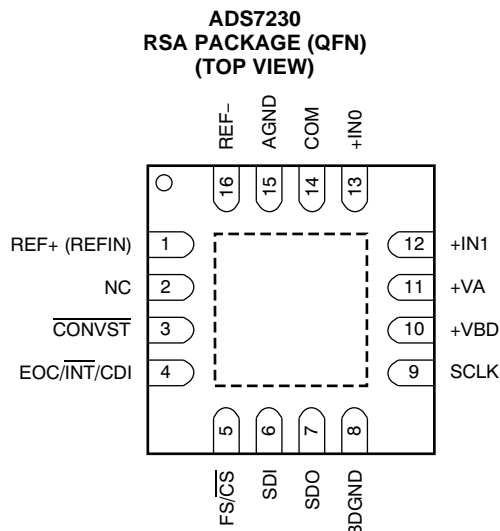 ADS7230
RSA PACKAGE (QFN)
(TOP VIEW)
REF−
AGND
COM
+IN0
16
15
14
13
REF+ (REFIN) 1
NC 2
CONVST 3
EOC/INT/CDI 4
12 +IN1
11 +VA
10 +VBD
9 SCLK
5
6
7
8
FS/CS
SDI
SDO
BDGND